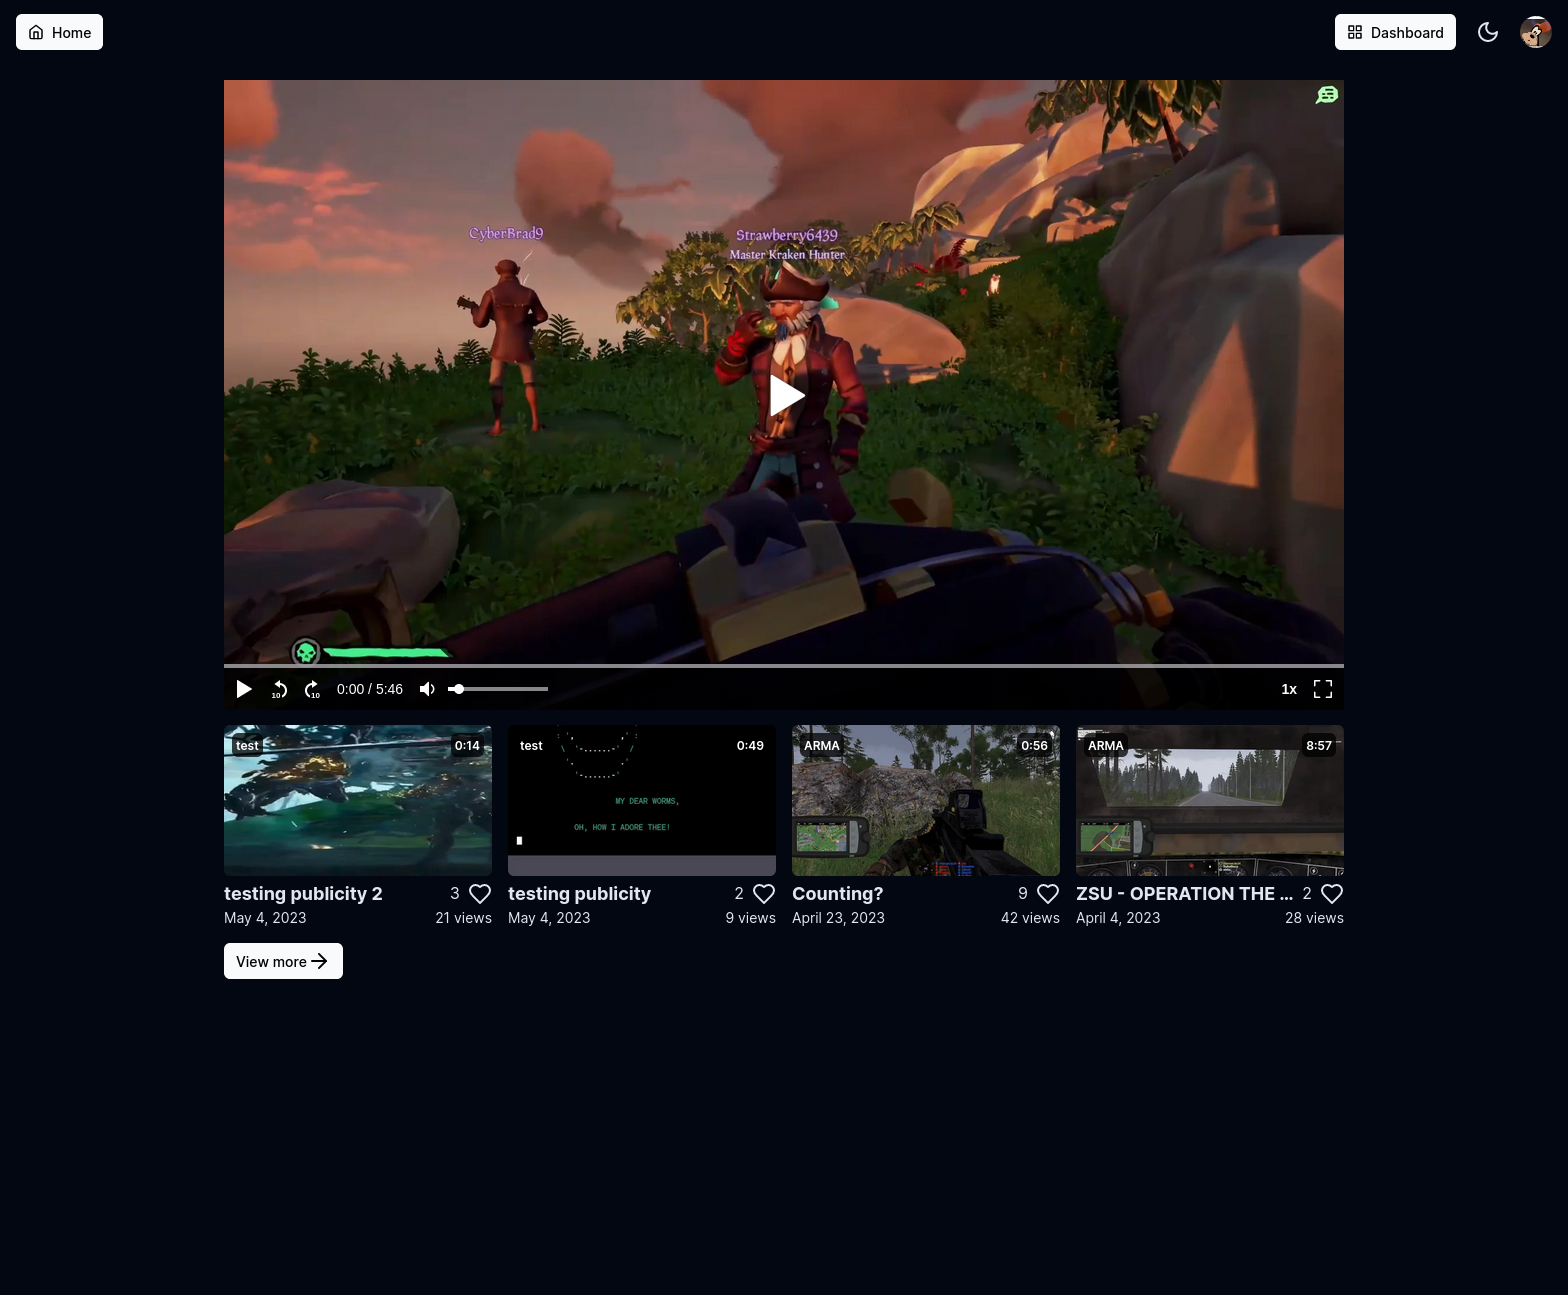 Home
Dashboard
CyberBrad9
Strawberry6439
Master Kraken Hunter
10
10
0:00 / 5:46
1x
test
0:14
test
0:49
MY DEAR WORMS,
OH, HOW I ADORE THEE!
ARMA
0:56
ARMA
8:57
testing publicity 2
3
May 4, 2023
21 views
testing publicity
2
May 4, 2023
9 views
Counting?
9
April 23, 2023
42 views
ZSU - OPERATION THE ...
2
April 4, 2023
28 views
View more